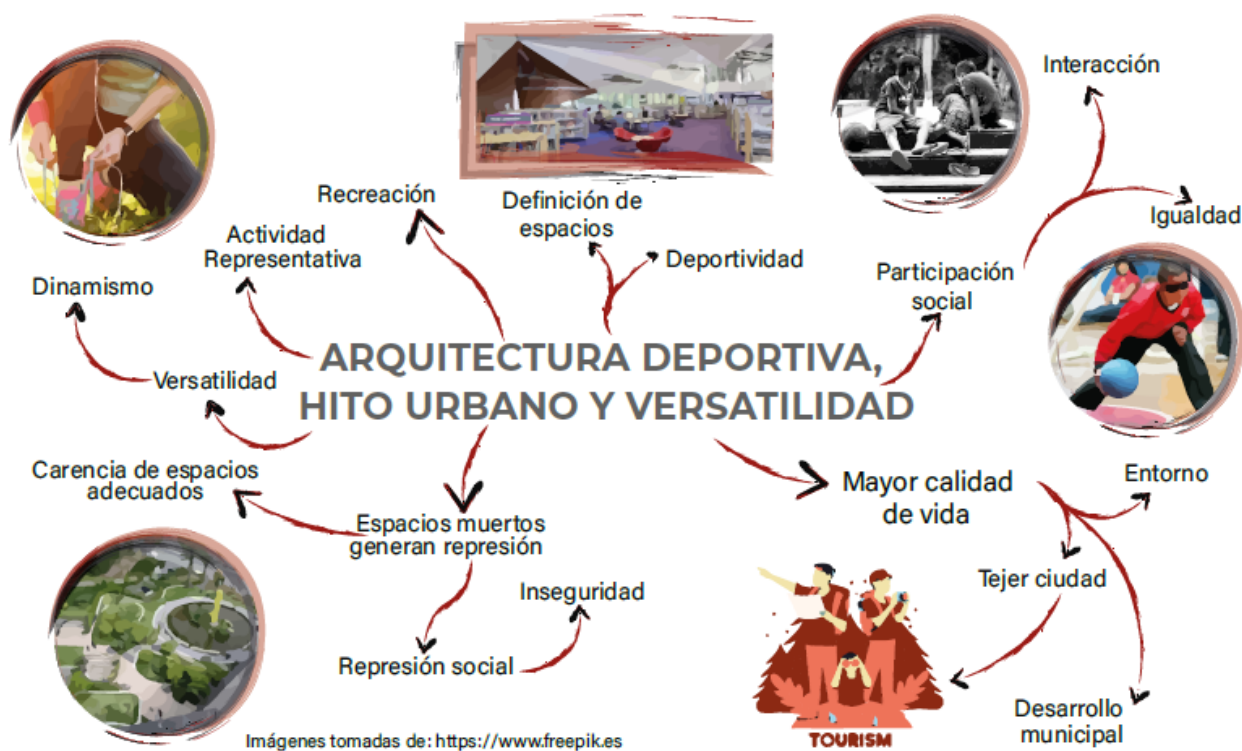 Interacción
Igualdad
Recreación
Definición de
espacios
Deportividad
Actividad
Representativa
Participación
social
Dinamismo
Versatilidad
ARQUITECTURA DEPORTIVA,
HITO URBANO Y VERSATILIDAD
Carencia de espacios
adecuados
Espacios muertos
generan represión
Mayor calidad
de vida
Entorno
Inseguridad
Tejer ciudad
Represión social
Desarrollo
municipal
TOURISM
Imágenes tomadas de: https://www.freepik.es